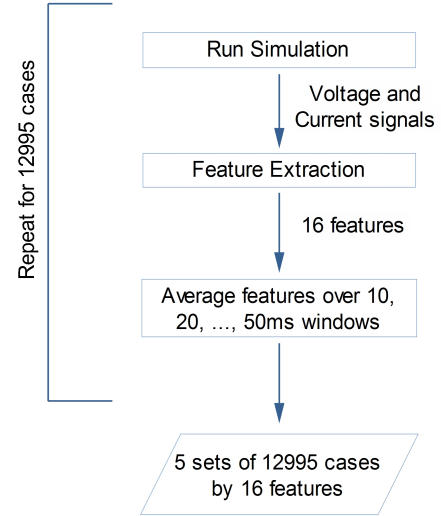 Run Simulation
Voltage and
Current signals
Repeat for 12995 cases
Feature Extraction
16 features
Average features over 10,
20, ..., 50ms windows
5 sets of 12995 cases
by 16 features